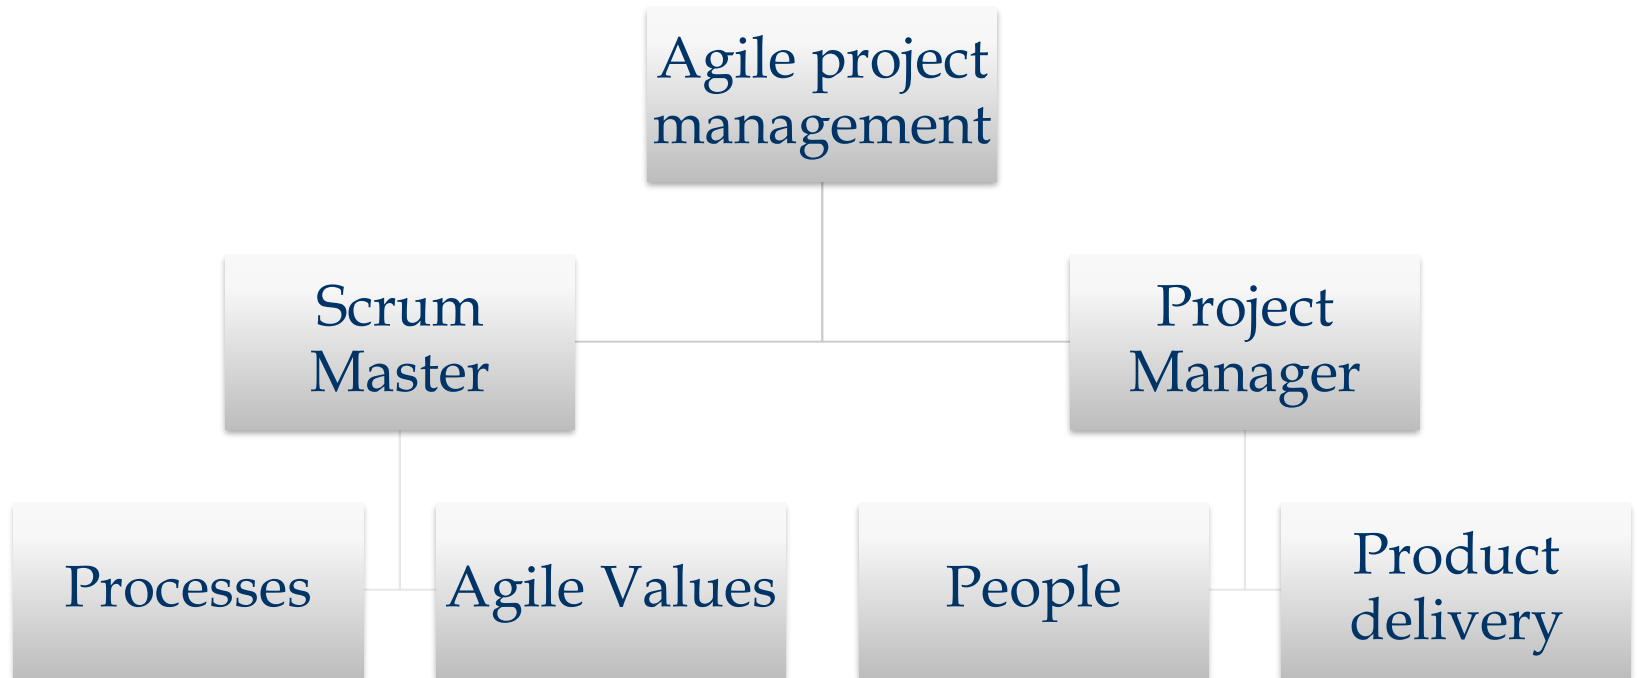 Agile project
management
Scrum
Master
Project
Manager
Processes
Agile Values
People
Product
delivery